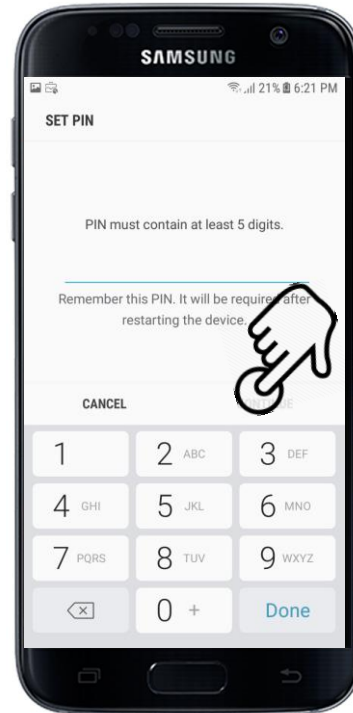 SAMSUNG
21% 6:21 PM
SET PIN
PIN must contain at least 5 digits.
Remember this PIN. It will be required after
restarting the device.
CANCEL CONTINUE
1 2 ABC 3 DEF
4 GHI 5 JKL 6 MNO
7 PQRS 8 TUV 9 WXYZ
0 + Done